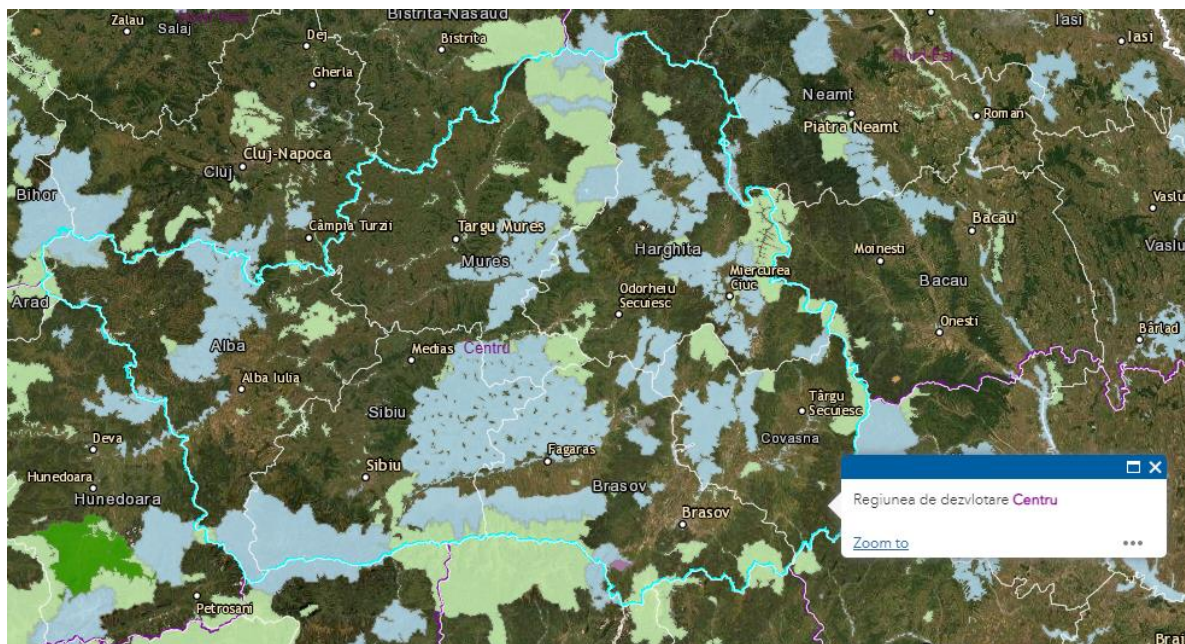 Bistrita-Nasaud
Iasi
Zalau
Salaj
Dej
Bistrita
Iasi
Gherla
Neamt
Roman
Piatra Neamt
Cluj-Napoca
Cluj
Bihor
Vaslu
Câmpia Turzii
Targu Mures
Bacau
Harghita
Moinesti
Vaslu
Mures
Miercurea
Ciuc
Bacau
Odorheiu
Secuiesc
Arad
Onesti
Bârlad
Alba
Medias
Centru
Alba Iulia
Târgu
Secuiesc
Sibiu
Covasna
Deva
Fagaras
Sibiu
Hunedoara
Hunedoara
Brasov
Brasov
Regiunea de dezvlotare Centru
Zoom to
Petrosani
Brai